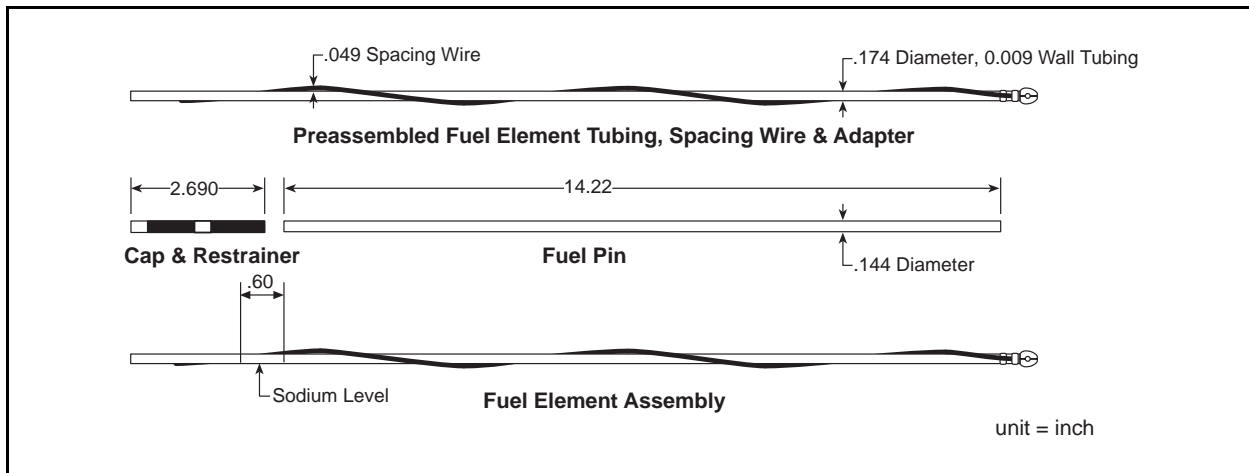 .049 Spacing Wire
.174 Diameter, 0.009 Wall Tubing
Preassembled Fuel Element Tubing, Spacing Wire & Adapter
2.690
14.22
Cap & Restrainer
Fuel Pin
.144 Diameter
.60
Sodium Level
Fuel Element Assembly
unit = inch